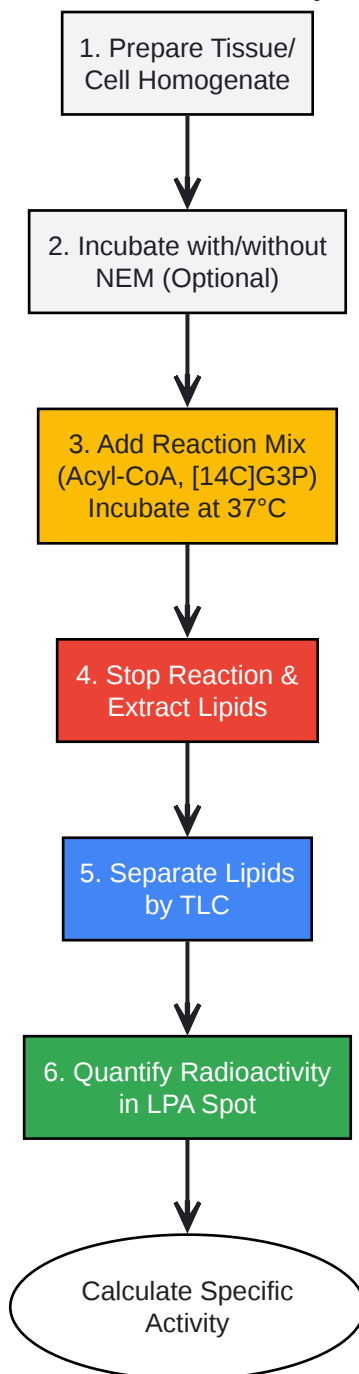 1. Prepare Tissue/
Cell Homogenate
2. Incubate with/without
NEM (Optional)
3. Add Reaction Mix
(Acyl-CoA, [14C]G3P)
Incubate at 37°C
4. Stop Reaction &
Extract Lipids
5. Separate Lipids
by TLC
6. Quantify Radioactivity
in LPA Spot
Calculate Specific
Activity